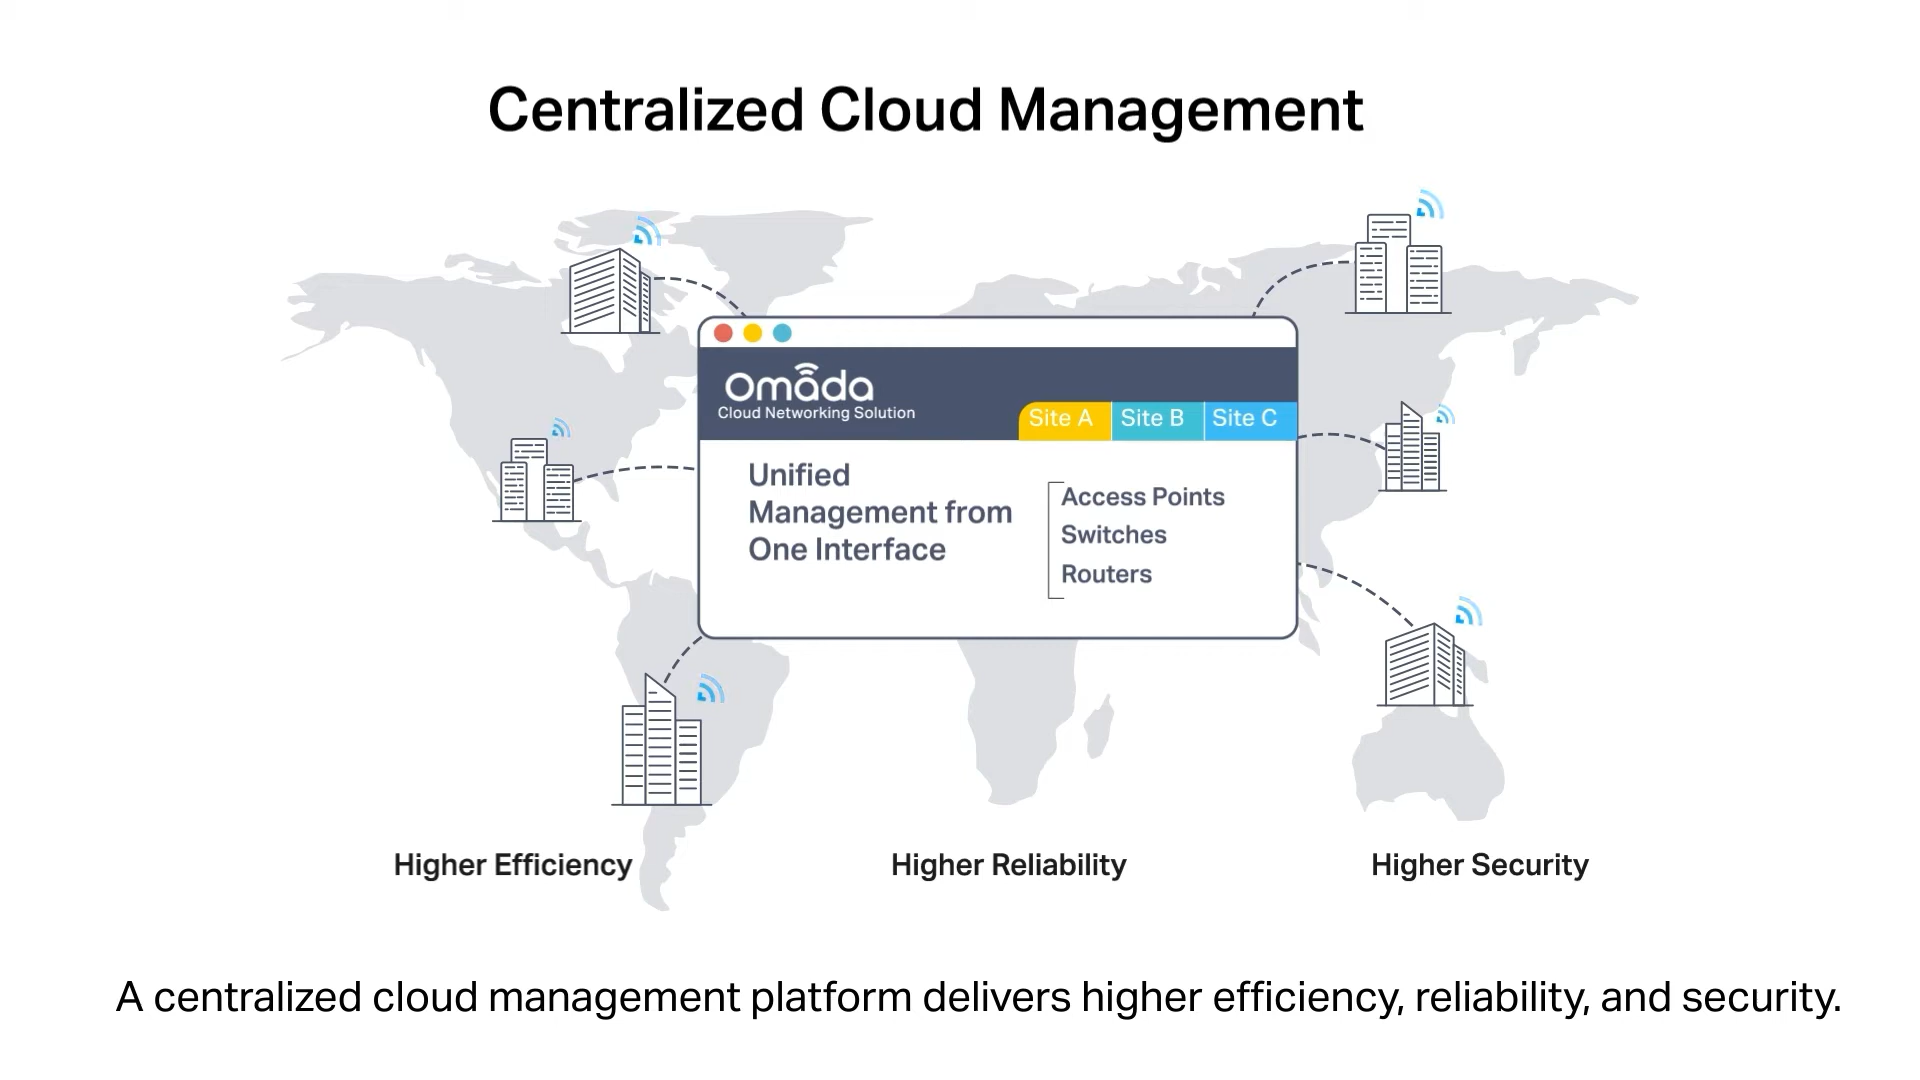 Centralized Cloud Management
Omada
Cloud Networking Solution
Site A
Site B
Site C
Unified
Management from
One Interface
Access Points
Switches
Routers
Higher Efficiency
Higher Reliability
Higher Security
A centralized cloud management platform delivers higher efficiency, reliability, and security.